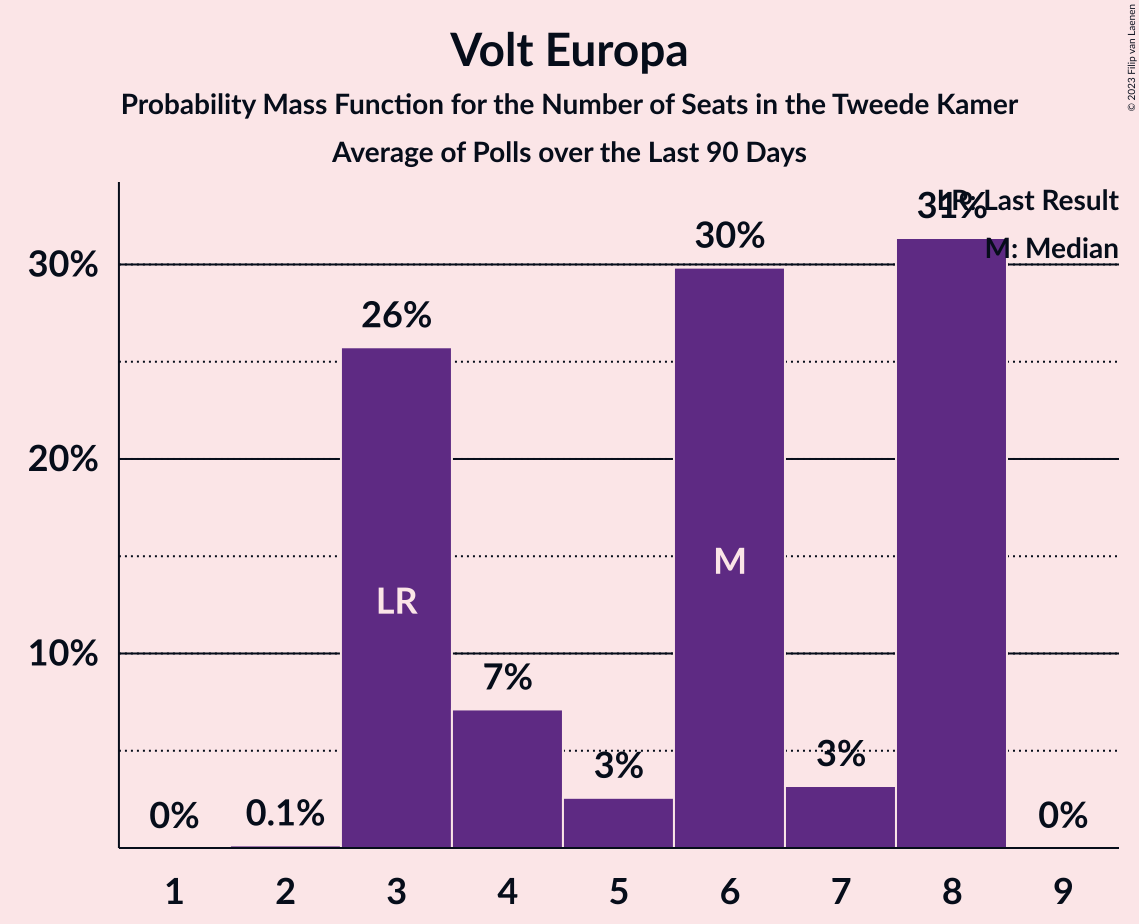 Volt Europa
Probability Mass Function for the Number of Seats in the Tweede Kamer
Average of Polls over the Last 90 Days
© 2023 Filip van Laenen
LR: Last Result
M: Median
30%
20%
10%
0%
0.1%
26%
7%
3%
30%
3%
31%
0%
LR
M
1 2 3 4 5 6 7 8 9